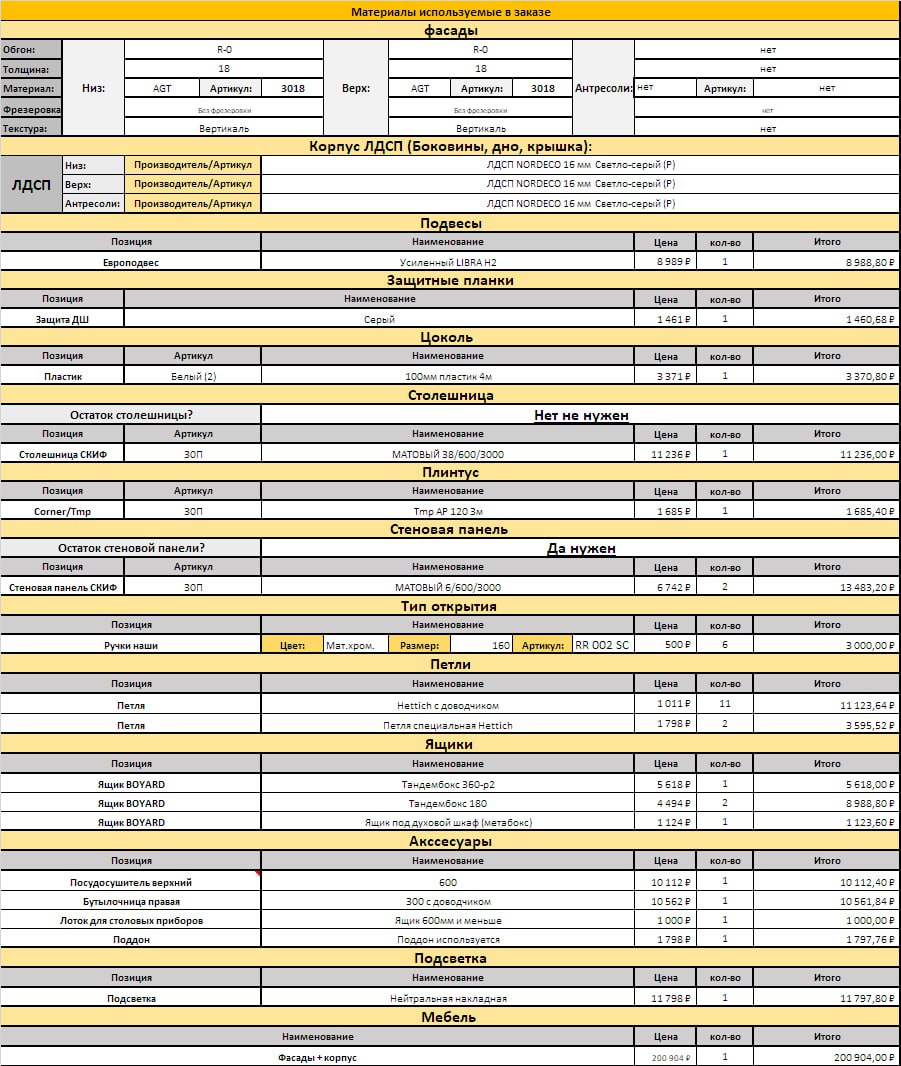 Материалы используемые в заказе
фасады
Обгон: R-0 R-0 нет
Толщина: 18 18 нет
Материал: Низ: AGT Артикул: 3018 Верх: AGT Артикул: 3018 Антресоли: нет Артикул: нет
Фрезеровка Без фрезеровки Без фрезеровки нет
Текстура: Вертикаль Вертикаль нет
Корпус ЛДСП (Боковины, дно, крышка):
ЛДСП Низ: Производитель/Артикул ЛДСП NORDECO 16 мм Светло-серый (P)
Верх: Производитель/Артикул ЛДСП NORDECO 16 мм Светло-серый (P)
Антресоли: Производитель/Артикул ЛДСП NORDECO 16 мм Светло-серый (P)
Подвесы
Позиция Наименование Цена кол-во Итого
Европодвес Усиленный LIBRA H2 8 989 ₽ 1 8 988,80 ₽
Защитные планки
Позиция Наименование Цена кол-во Итого
Защита ДШ Серый 1 461 ₽ 1 1 460,68 ₽
Цоколь
Позиция Артикул Наименование Цена кол-во Итого
Пластик Белый (2) 100мм пластик 4м 3 371 ₽ 1 3 370,80 ₽
Столешница
Остаток столешницы? Нет не нужен
Позиция Артикул Наименование Цена кол-во Итого
Столешница СКИФ 30П МАТОВЫЙ 38/600/3000 11 236 ₽ 1 11 236,00 ₽
Плинтус
Позиция Артикул Наименование Цена кол-во Итого
Corner/Tmp 30П Tmp AP 120 3м 1 685 ₽ 1 1 685,40 ₽
Стеновая панель
Остаток стеновой панели? Да нужен
Позиция Артикул Наименование Цена кол-во Итого
Стеновая панель СКИФ 30П МАТОВЫЙ 6/600/3000 6 742 ₽ 2 13 483,20 ₽
Тип открытия
Позиция Наименование Цена кол-во Итого
Ручки наши Цвет: Мат.хром. Размер: 160 Артикул: RR 002 SC 500 ₽ 6 3 000,00 ₽
Петли
Позиция Наименование Цена кол-во Итого
Петля Hettich с доводчиком 1 011 ₽ 11 11 123,64 ₽
Петля Петля специальная Hettich 1 798 ₽ 2 3 595,52 ₽
Ящики
Позиция Наименование Цена кол-во Итого
Ящик BOYARD Тандембокс 360-р2 5 618 ₽ 1 5 618,00 ₽
Ящик BOYARD Тандембокс 180 4 494 ₽ 2 8 988,80 ₽
Ящик BOYARD Ящик под духовой шкаф (метабокс) 1 124 ₽ 1 1 123,60 ₽
Акссесуары
Позиция Наименование Цена кол-во Итого
Посудосушитель верхний 600 10 112 ₽ 1 10 112,40 ₽
Бутылочница правая 300 с доводчиком 10 562 ₽ 1 10 561,84 ₽
Лоток для столовых приборов Ящик 600мм и меньше 1 000 ₽ 1 1 000,00 ₽
Поддон Поддон используется 1 798 ₽ 1 1 797,76 ₽
Подсветка
Позиция Наименование Цена кол-во Итого
Подсветка Нейтральная накладная 11 798 ₽ 1 11 797,80 ₽
Мебель
Наименование Цена кол-во Итого
Фасады + корпус 200 904 ₽ 1 200 904,00 ₽